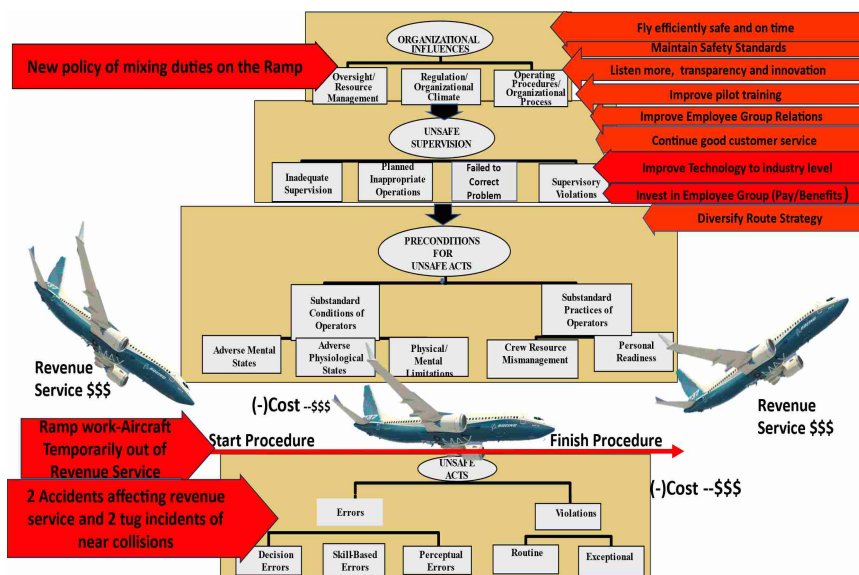 Fly efficiently safe and on time
ORGANIZATIONAL
INFLUENCES
Maintain Safety Standards
New policy of mixing duties on the Ramp
Listen more, transparency and innovation
Oversight/
Resource
Management
Regulation/
Organizational
Climate
Operating
Procedures/
Organizational
Process
Improve pilot training
Improve Employee Group Relations
UNSAFE
SUPERVISION
Continue good customer service
Inadequate
Supervision
Planned
Inappropriate
Operations
Failed to
Correct
Problem
Supervisory
Violations
Improve Technology to industry level
Invest in Employee Group (Pay/Benefits)
Diversify Route Strategy
PRECONDITIONS
FOR
UNSAFE ACTS
Substandard
Conditions of
Operators
Substandard
Practices of
Operators
Adverse Mental
States
Adverse
Physiological
States
Physical/
Mental
Limitations
Crew Resource
Mismanagement
Personal
Readiness
Revenue
Service $$$
(-)Cost --$$$
Revenue
Service $$$
Ramp work-Aircraft
Temporarily out of
Revenue Service
Start Procedure
Finish Procedure
UNSAFE
ACTS
(-)Cost --$$$
2 Accidents affecting revenue
service and 2 tug incidents of
near collisions
Errors
Violations
Decision
Errors
Skill-Based
Errors
Perceptual
Errors
Routine
Exceptional